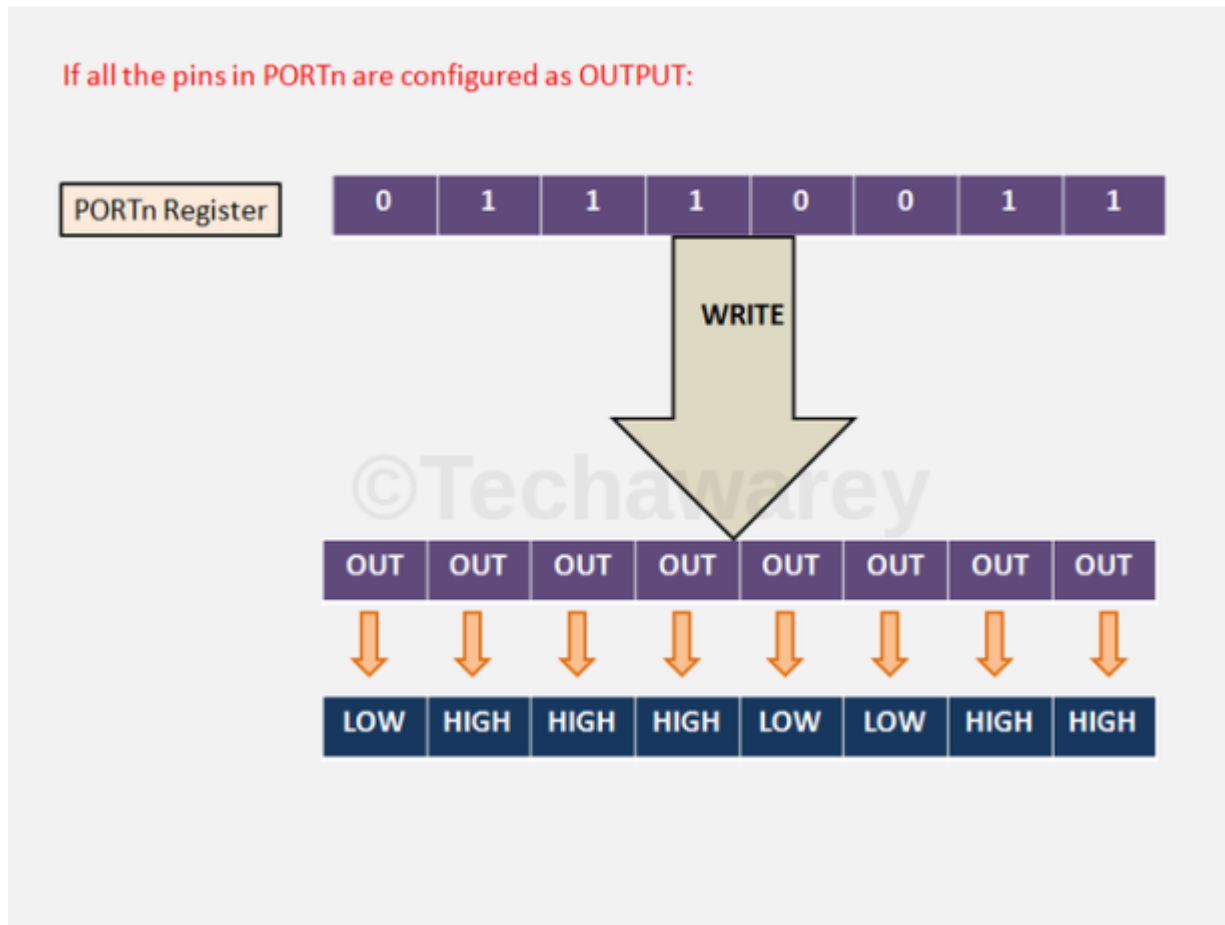 If all the pins in PORTn are configured as OUTPUT:
PORTn Register 0 1 1 1 0 0 1 1
WRITE
©Techawarey
OUT OUT OUT OUT OUT OUT OUT OUT
LOW HIGH HIGH HIGH LOW LOW HIGH HIGH